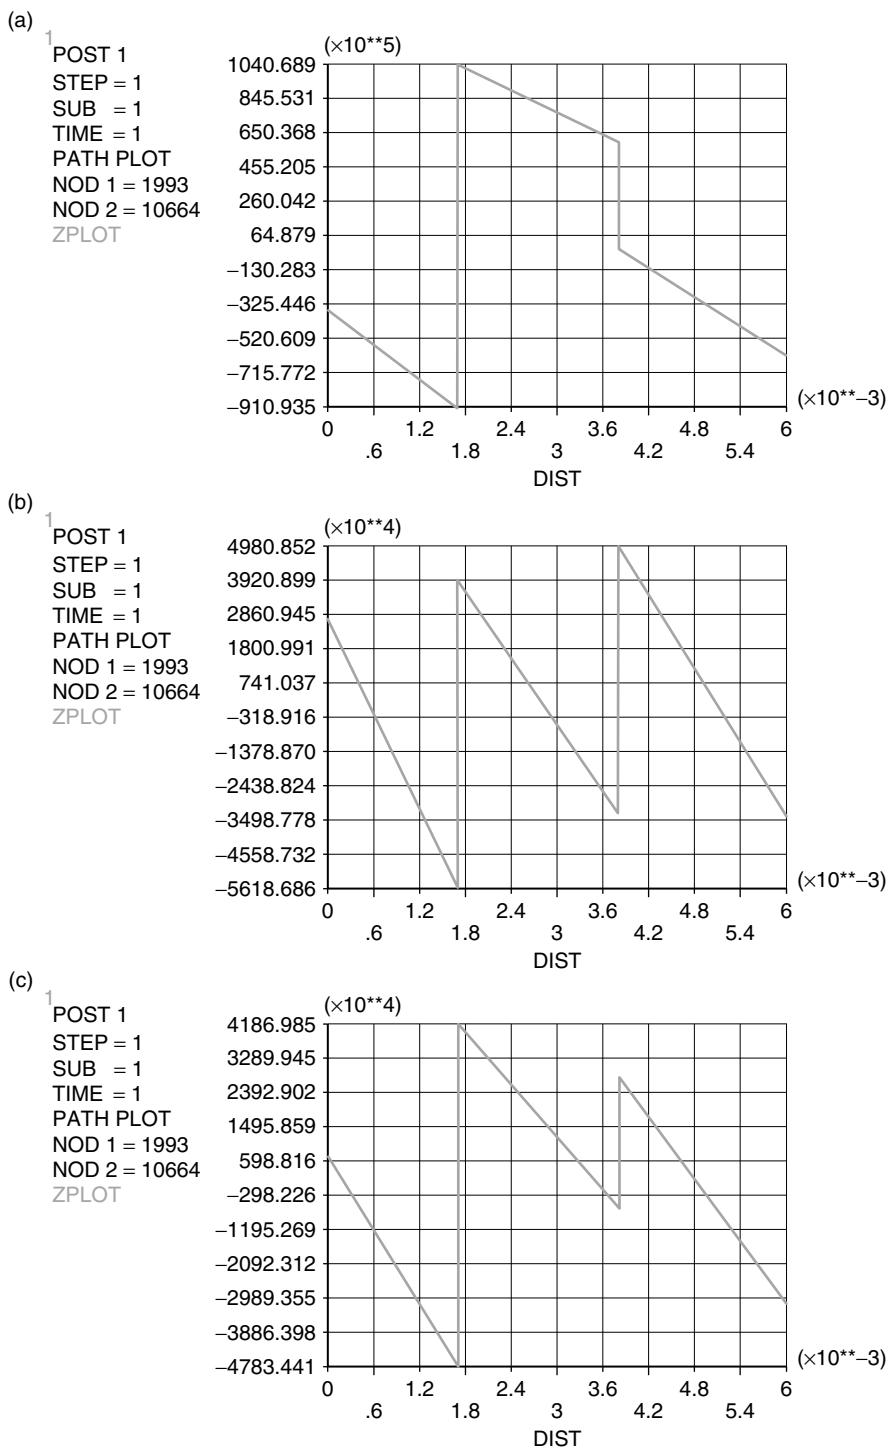 (a)
1
POST 1
STEP = 1
SUB = 1
TIME = 1
PATH PLOT
NOD 1 = 1993
NOD 2 = 10664
ZPLOT
(×10**5)
1040.689
845.531
650.368
455.205
260.042
64.879
−130.283
−325.446
−520.609
−715.772
−910.935
(×10**−3)
0 1.2 2.4 3.6 4.8 6
.6 1.8 3 4.2 5.4
DIST
(b)
1
POST 1
STEP = 1
SUB = 1
TIME = 1
PATH PLOT
NOD 1 = 1993
NOD 2 = 10664
ZPLOT
(×10**4)
4980.852
3920.899
2860.945
1800.991
741.037
−318.916
−1378.870
−2438.824
−3498.778
−4558.732
−5618.686
(×10**−3)
0 1.2 2.4 3.6 4.8 6
.6 1.8 3 4.2 5.4
DIST
(c)
1
POST 1
STEP = 1
SUB = 1
TIME = 1
PATH PLOT
NOD 1 = 1993
NOD 2 = 10664
ZPLOT
(×10**4)
4186.985
3289.945
2392.902
1495.859
598.816
−298.226
−1195.269
−2092.312
−2989.355
−3886.398
−4783.441
(×10**−3)
0 1.2 2.4 3.6 4.8 6
.6 1.8 3 4.2 5.4
DIST